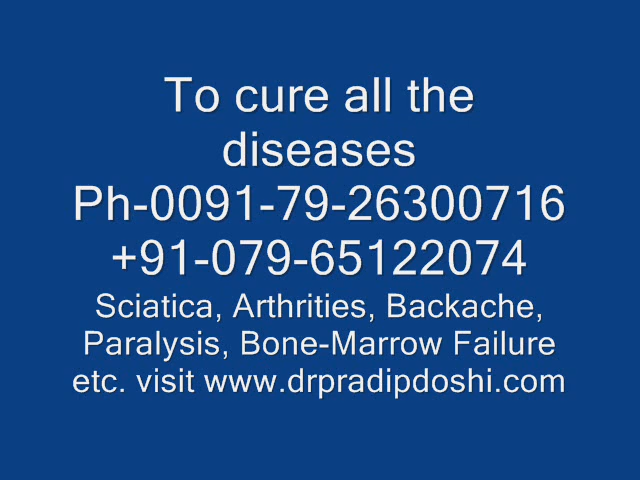 To cure all the
diseases
Ph-0091-79-26300716
+91-079-65122074
Sciatica, Arthrities, Backache,
Paralysis, Bone-Marrow Failure
etc. visit www.drpradipdoshi.com